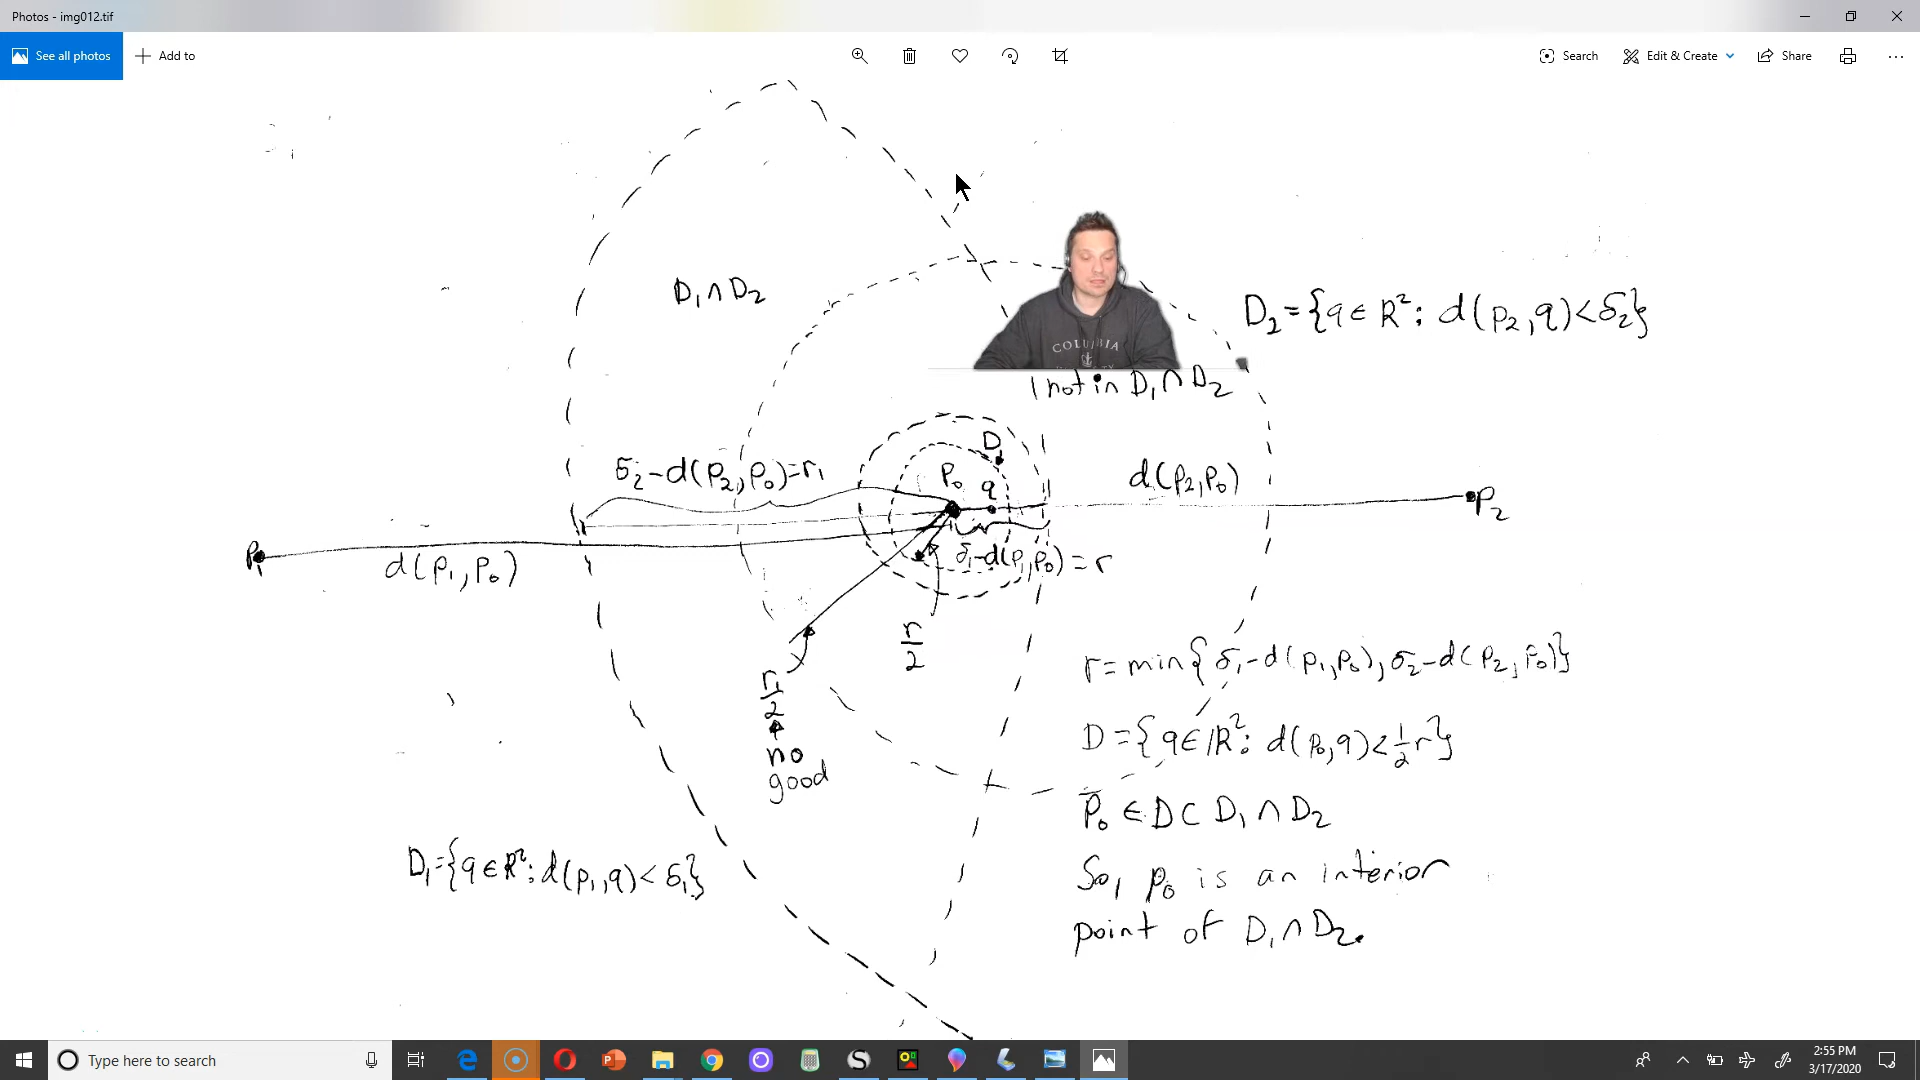 Photos - img012.tif
See all photos
Add to
Search
Edit & Create
Share
D₁∩D₂
D₂={q∈R²: d(p₂,q)<δ₂}
COLUMBIA
not in D₁∩D₂
δ₂-d(p₂,p₀)=r₁
D
p₀
q
d(p₂,p₀)
p₂
p₁
d(p₁,p₀)
δ₁-d(p₁,p₀)=r
r/2
r₁/2
no
good
r=min{δ₁-d(p₁,p₀),δ₂-d(p₂,p₀)}
D={q∈R²: d(p₀,q)<½r}
p₀∈D⊂D₁∩D₂
D₁={q∈R²:d(p₁,q)<δ₁}
So, p₀ is an interior
point of D₁∩D₂.
Type here to search
2:55 PM
3/17/2020